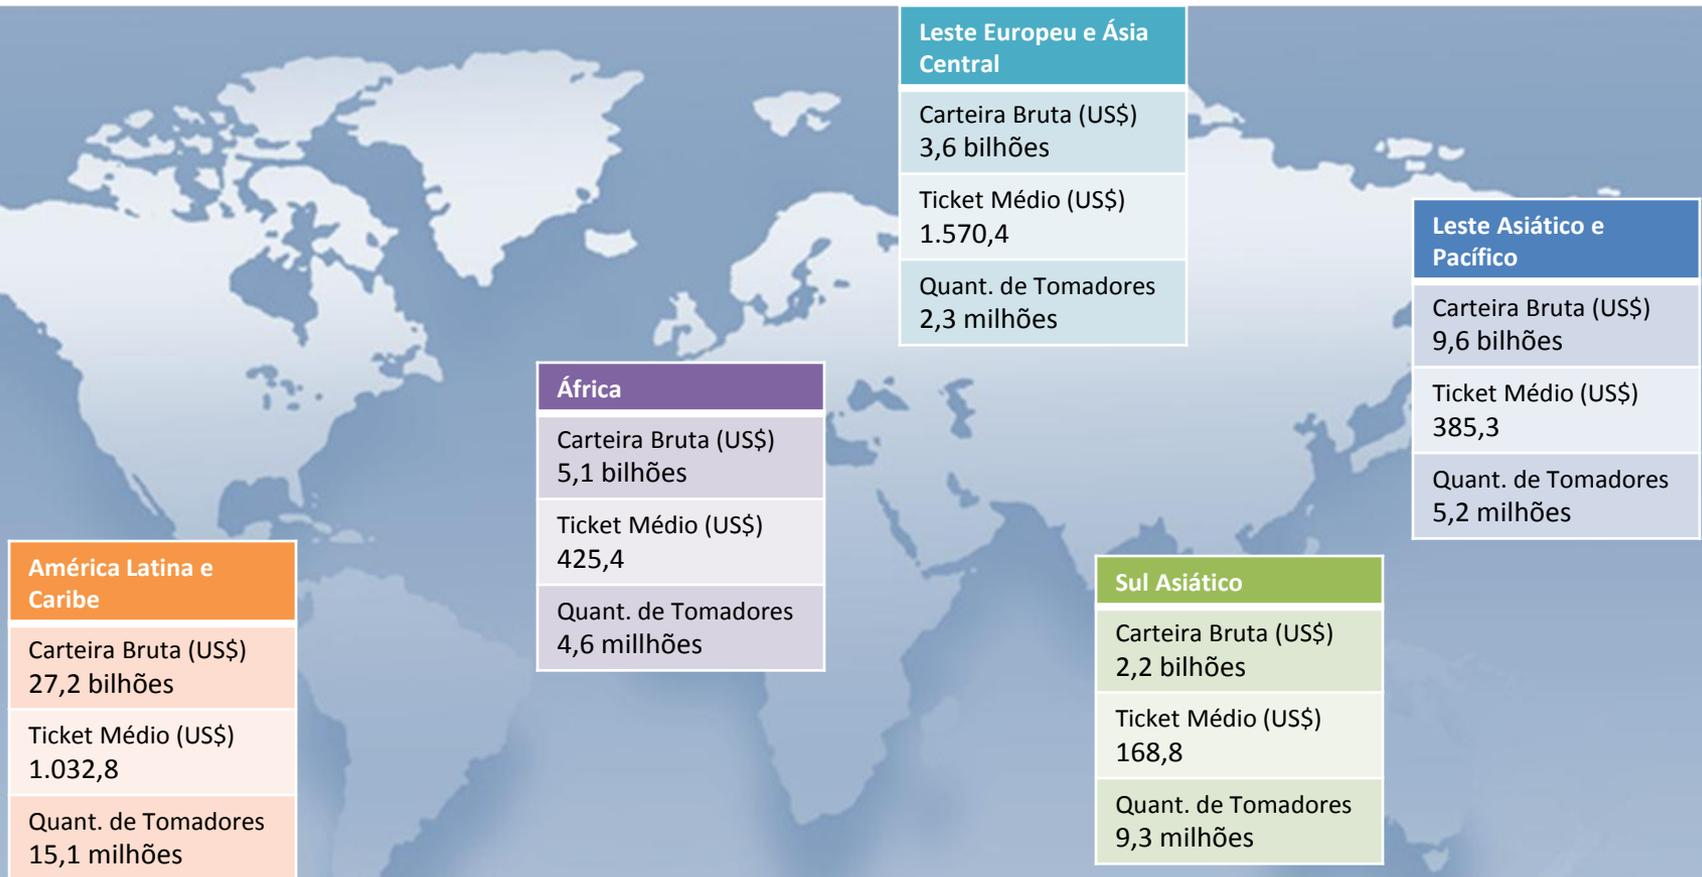 Leste Europeu e Ásia
Central
Carteira Bruta (US$)
3,6 bilhões
Ticket Médio (US$)
1.570,4
Quant. de Tomadores
2,3 milhões
Leste Asiático e
Pacífico
Carteira Bruta (US$)
9,6 bilhões
Ticket Médio (US$)
385,3
Quant. de Tomadores
5,2 milhões
África
Carteira Bruta (US$)
5,1 bilhões
Ticket Médio (US$)
425,4
Quant. de Tomadores
4,6 millhões
América Latina e
Caribe
Carteira Bruta (US$)
27,2 bilhões
Ticket Médio (US$)
1.032,8
Quant. de Tomadores
15,1 milhões
Sul Asiático
Carteira Bruta (US$)
2,2 bilhões
Ticket Médio (US$)
168,8
Quant. de Tomadores
9,3 milhões